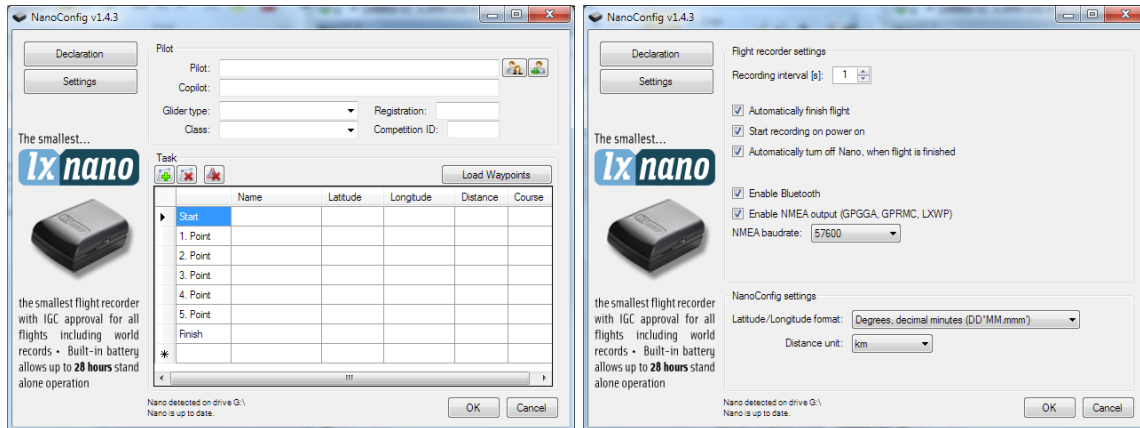 NanoConfig v1.4.3
Declaration
Settings
The smallest...
lx nano
the smallest flight recorder
with IGC approval for all
flights including world
records • Built-in battery
allows up to 28 hours stand
alone operation
Pilot
Pilot:
Copilot:
Glider type:
Registration:
Class:
Competition ID:
Task
Load Waypoints
Name Latitude Longitude Distance Course
Start
1. Point
2. Point
3. Point
4. Point
5. Point
Finish
Nano detected on drive G:\
Nano is up to date.
OK Cancel
NanoConfig v1.4.3
Declaration
Settings
The smallest...
lx nano
the smallest flight recorder
with IGC approval for all
flights including world
records • Built-in battery
allows up to 28 hours stand
alone operation
Flight recorder settings
Recording interval [s]: 1
Automatically finish flight
Start recording on power on
Automatically turn off Nano, when flight is finished
Enable Bluetooth
Enable NMEA output (GPGGA, GPRMC, LXWP)
NMEA baudrate: 57600
NanoConfig settings
Latitude/Longitude format: Degrees, decimal minutes (DD°MM.mmm')
Distance unit: km
Nano detected on drive G:\
Nano is up to date.
OK Cancel